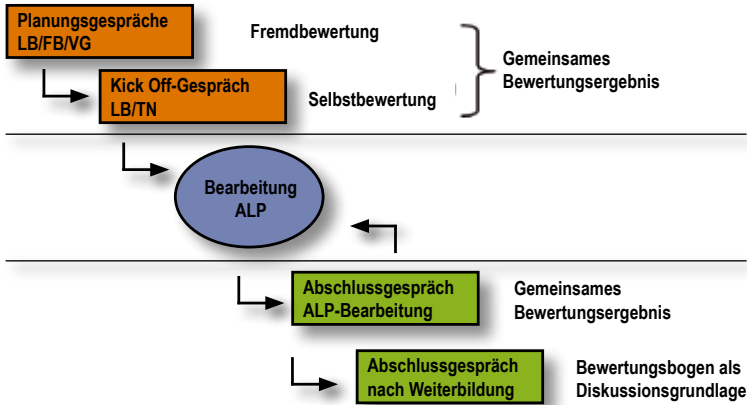 Planungsgespräche
LB/FB/VG
Fremdbewertung
Gemeinsames
Bewertungsergebnis
Kick Off-Gespräch
LB/TN
Selbstbewertung
Bearbeitung
ALP
Abschlussgespräch
ALP-Bearbeitung
Gemeinsames
Bewertungsergebnis
Abschlussgespräch
nach Weiterbildung
Bewertungsbogen als
Diskussionsgrundlage